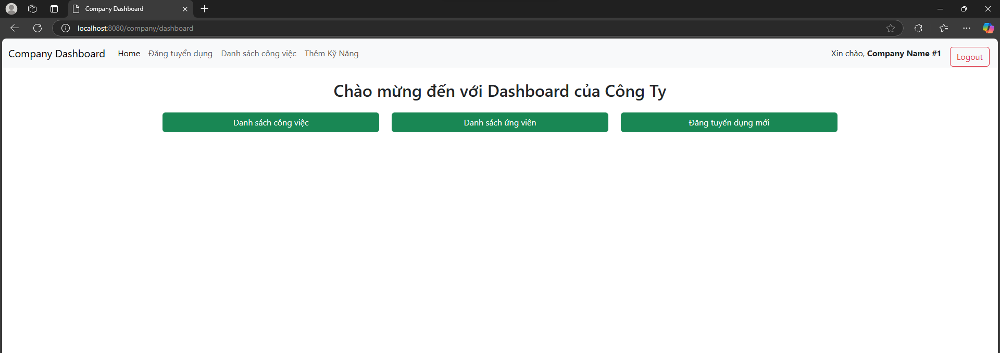 Company Dashboard
localhost:8080/company/dashboard
Company Dashboard Home Đăng tuyển dụng Danh sách công việc Thêm Kỹ Năng Xin chào, Company Name #1 Logout
Chào mừng đến với Dashboard của Công Ty
Danh sách công việc Danh sách ứng viên Đăng tuyển dụng mới